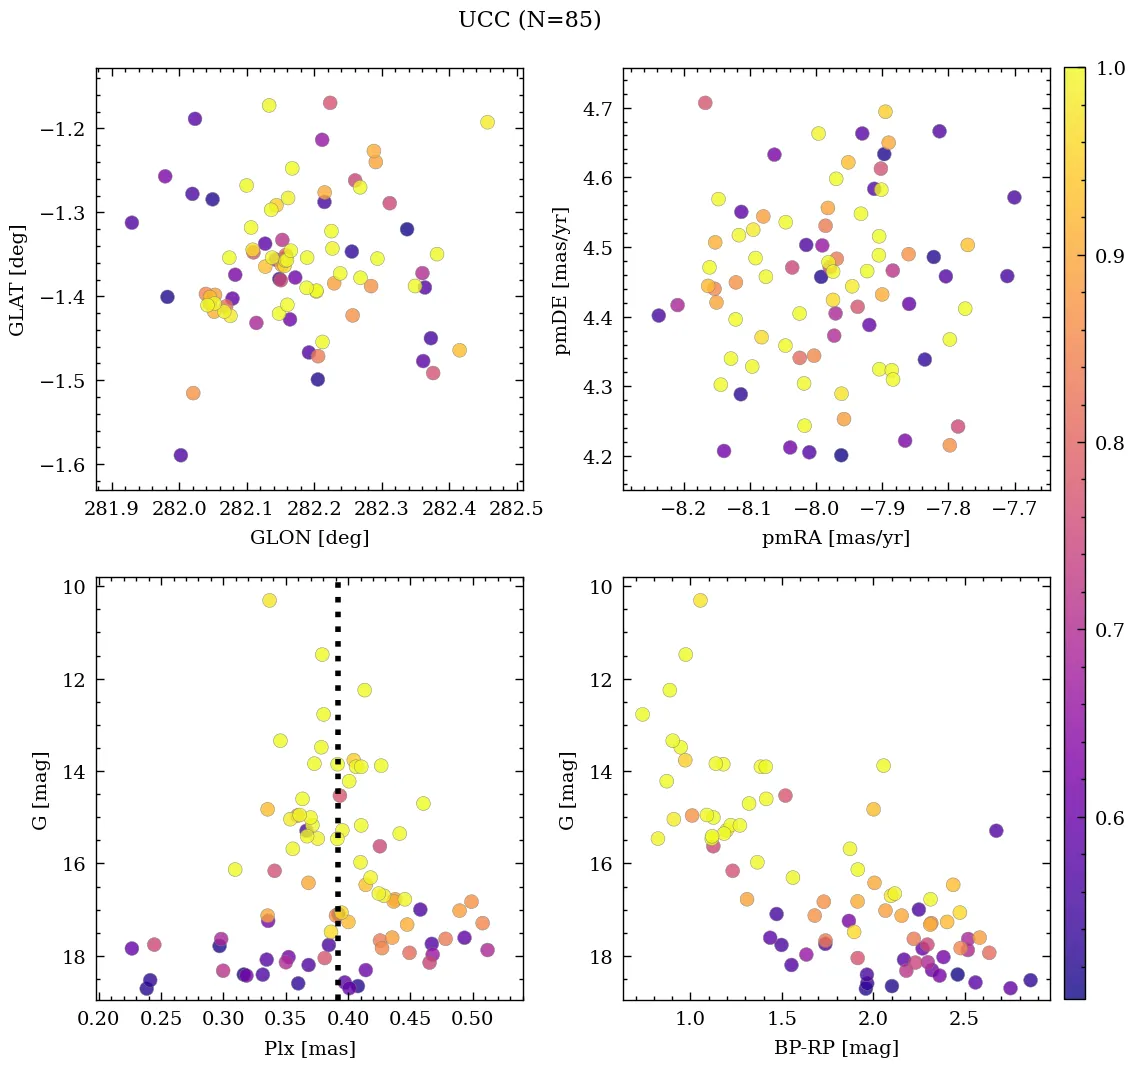 UCC (N=85)
−1.2
−1.3
−1.4
−1.5
−1.6
GLAT [deg]
281.9 282.0 282.1 282.2 282.3 282.4 282.5
GLON [deg]
4.7
4.6
4.5
4.4
4.3
4.2
pmDE [mas/yr]
−8.2 −8.1 −8.0 −7.9 −7.8 −7.7
pmRA [mas/yr]
1.0
0.9
0.8
0.7
0.6
10
12
14
16
18
G [mag]
0.20 0.25 0.30 0.35 0.40 0.45 0.50
Plx [mas]
10
12
14
16
18
G [mag]
1.0 1.5 2.0 2.5
BP-RP [mag]